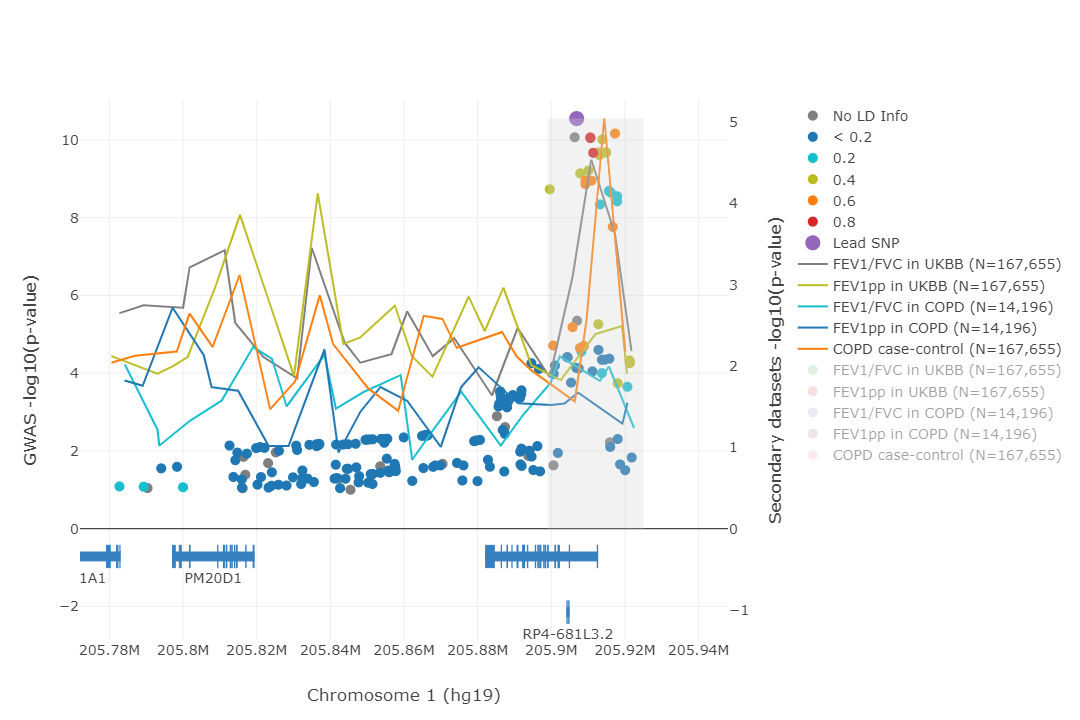 10
8
6
4
2
0
−2
5
4
3
2
1
0
−1
GWAS -log10(p-value)
Secondary datasets -log10(p-value)
1A1
PM20D1
RP4-681L3.2
205.78M 205.8M 205.82M 205.84M 205.86M 205.88M 205.9M 205.92M 205.94M
Chromosome 1 (hg19)
No LD Info
< 0.2
0.2
0.4
0.6
0.8
Lead SNP
FEV1/FVC in UKBB (N=167,655)
FEV1pp in UKBB (N=167,655)
FEV1/FVC in COPD (N=14,196)
FEV1pp in COPD (N=14,196)
COPD case-control (N=167,655)
FEV1/FVC in UKBB (N=167,655)
FEV1pp in UKBB (N=167,655)
FEV1/FVC in COPD (N=14,196)
FEV1pp in COPD (N=14,196)
COPD case-control (N=167,655)